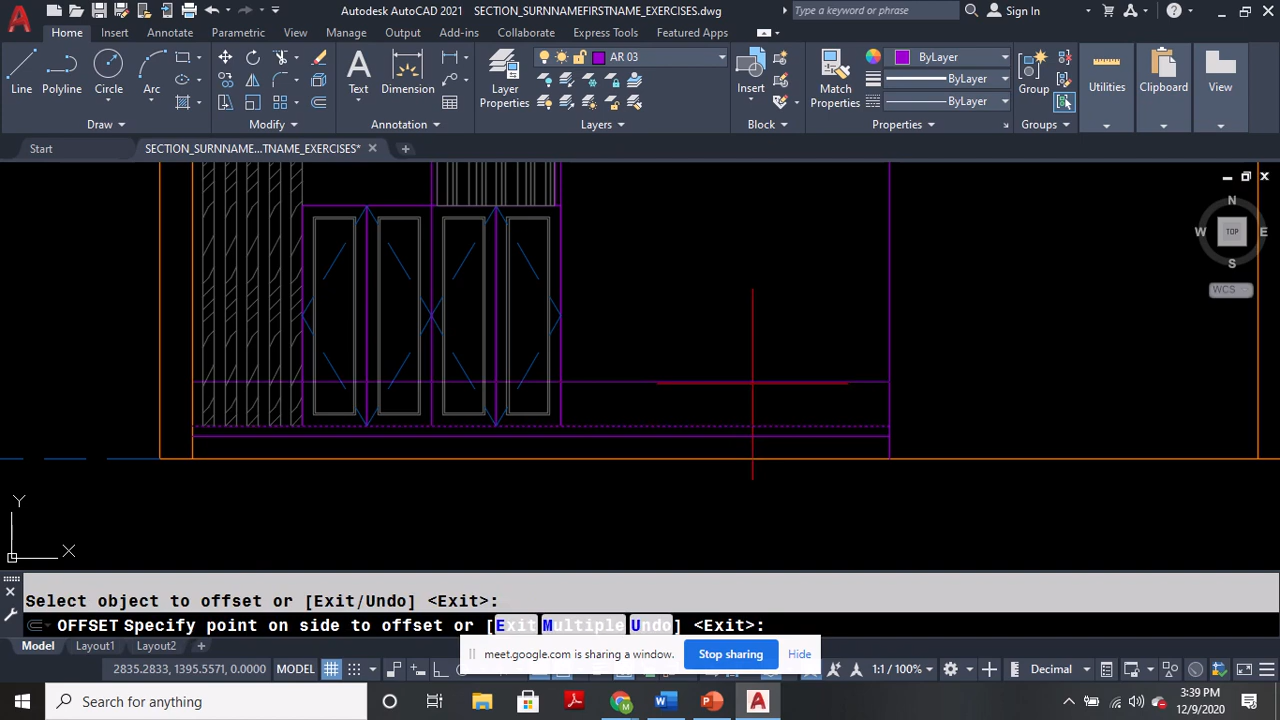 Autodesk AutoCAD 2021 SECTION_SURNNAMEFIRSTNAME_EXERCISES.dwg
Type a keyword or phrase
Sign In
Home Insert Annotate Parametric View Manage Output Add-ins Collaborate Express Tools Featured Apps
Line
Polyline
Circle
Arc
Draw
Modify
Text
Dimension
Annotation
Layer Properties
AR 03
Layers
Insert
Block
Match Properties
ByLayer
ByLayer
ByLayer
Properties
Group
Groups
Utilities
Clipboard
View
Start
SECTION_SURNNAME...TNAME_EXERCISES*
N
W TOP E
S
WCS
Y
X
Select object to offset or [Exit/Undo] <Exit>:
OFFSET Specify point on side to offset or [Exit Multiple Undo] <Exit>:
Model Layout1 Layout2
meet.google.com is sharing a window. Stop sharing Hide
2835.2833, 1395.5571, 0.0000 MODEL
1:1 / 100%
Decimal
Search for anything
3:39 PM
12/9/2020